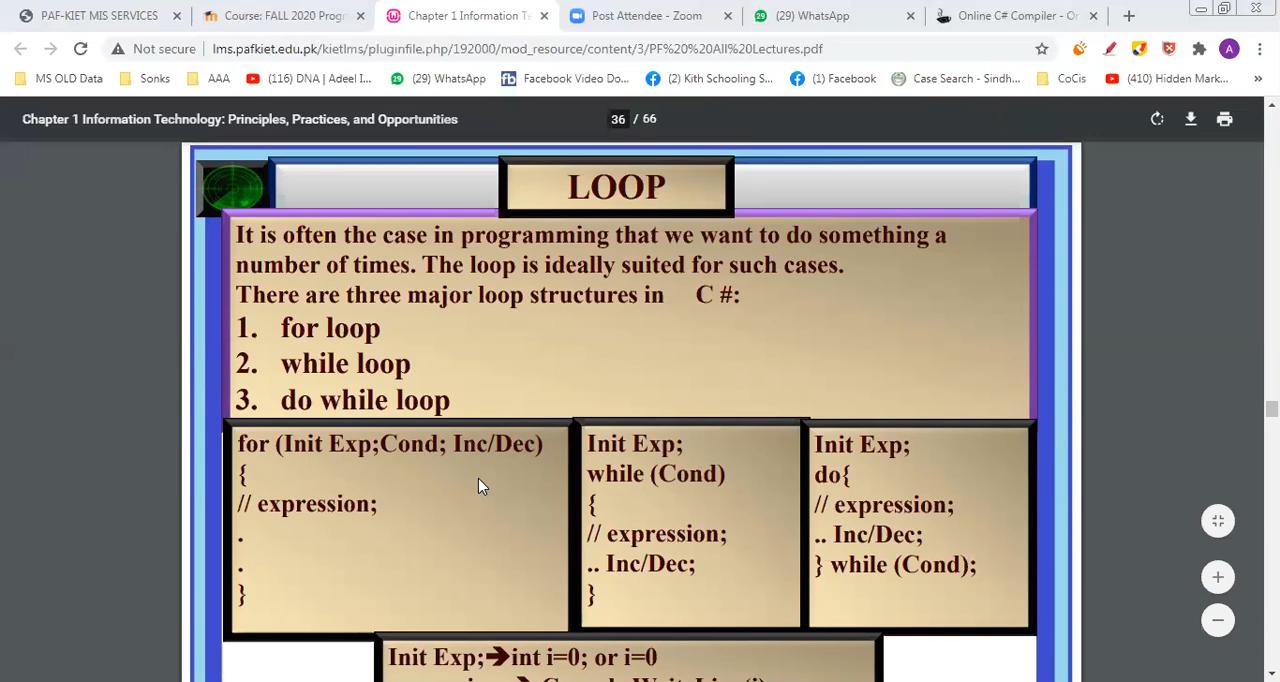 PAF-KIET MIS SERVICES
Course: FALL 2020 Progr
Chapter 1 Information T
Post Attendee - Zoom
(29) WhatsApp
Online C# Compiler - Or
Not secure
lms.pafkiet.edu.pk/kietlms/pluginfile.php/192000/mod_resource/content/3/PF%20%20All%20Lectures.pdf
A
MS OLD Data
Sonks
AAA
(116) DNA | Adeel I...
(29) WhatsApp
Facebook Video Do...
(2) Kith Schooling S...
(1) Facebook
Case Search - Sindh...
CoCis
(410) Hidden Mark...
»
Chapter 1 Information Technology: Principles, Practices, and Opportunities
36 / 66
LOOP
It is often the case in programming that we want to do something a
number of times. The loop is ideally suited for such cases.
There are three major loop structures in C #:
1. for loop
2. while loop
3. do while loop
for (Init Exp;Cond; Inc/Dec)
{
// expression;
.
.
}
Init Exp;
while (Cond)
{
// expression;
.. Inc/Dec;
}
Init Exp;
do{
// expression;
.. Inc/Dec;
} while (Cond);
Init Exp;➔int i=0; or i=0